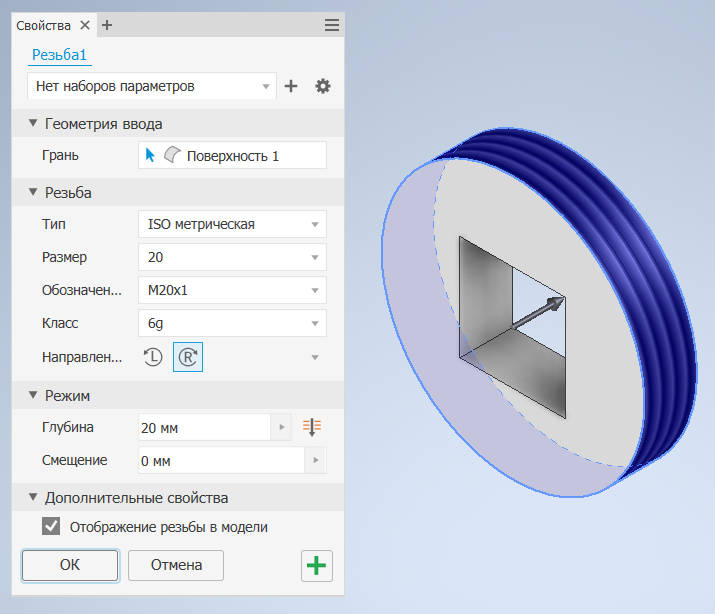 Свойства
Резьба1
Нет наборов параметров
Геометрия ввода
Грань Поверхность 1
Резьба
Тип ISO метрическая
Размер 20
Обозначен... M20x1
Класс 6g
Направлен... L R
Режим
Глубина 20 мм
Смещение 0 мм
Дополнительные свойства
Отображение резьбы в модели
ОК Отмена